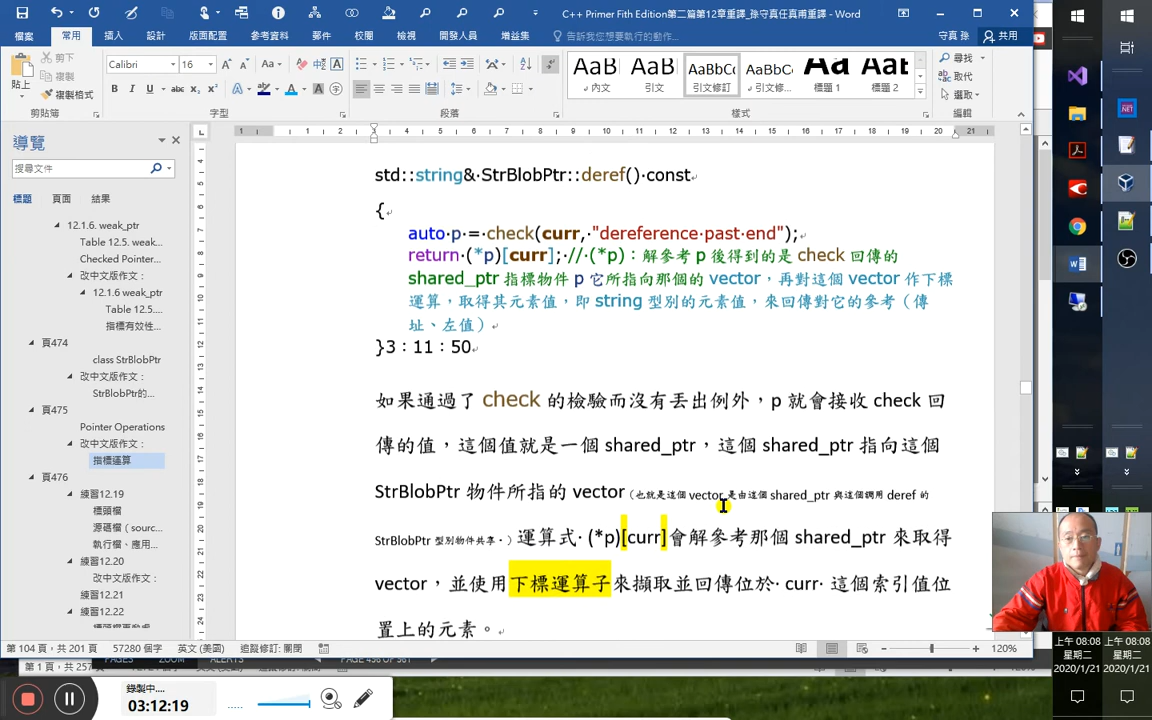 C++ Primer Fith Edition第二篇第12章重譯_孫守真任真甫重譯 - Word
檔案 常用 插入 設計 版面配置 參考資料 郵件 校閱 檢視 開發人員 增益集 告訴我您想要執行的動作... 守真 孫 共用
貼上 剪下 複製 複製格式
Calibri 16
剪貼簿 字型 段落 樣式 編輯
AaB AaB AaBbCc AaBbC AaB AaB
內文 引文 引文修訂 引文修... 標題 1 標題 2
尋找
取代
選取
導覽
搜尋文件
標題 頁面 結果
12.1.6. weak_ptr
Table 12.5. weak...
Checked Pointer...
改中文版作文：
12.1.6 weak_ptr
Table 12.5....
指標有效性...
頁474
class StrBlobPtr
改中文版作文：
StrBlobPtr的...
頁475
Pointer Operations
改中文版作文：
指標運算
頁476
練習12.19
標頭檔
源碼檔（sourc...
執行檔、應用...
練習12.20
改中文版作文：
練習12.21
練習12.22
std::string& StrBlobPtr::deref() const
{
auto p = check(curr, "dereference past end");
return (*p)[curr]; // (*p)：解參考 p 後得到的是 check 回傳的
shared_ptr 指標物件 p 它所指向那個的 vector，再對這個 vector 作下標
運算，取得其元素值，即 string 型別的元素值，來回傳對它的參考（傳
址、左值）
}3：11：50
如果通過了 check 的檢驗而沒有丟出例外，p 就會接收 check 回
傳的值，這個值就是一個 shared_ptr，這個 shared_ptr 指向這個
StrBlobPtr 物件所指的 vector（也就是這個 vector 是由這個 shared_ptr 與這個調用 deref 的
StrBlobPtr 型別物件共享。）運算式 (*p)[curr]會解參考那個 shared_ptr 來取得
vector，並使用下標運算子來擷取並回傳位於 curr 這個索引值位
置上的元素。
第 104 頁，共 201 頁 57280 個字 英文 (美國) 追蹤修訂: 關閉 120%
錄製中....
03:12:19
上午 08:08
星期二
2020/1/21
上午 08:08
星期二
2020/1/21